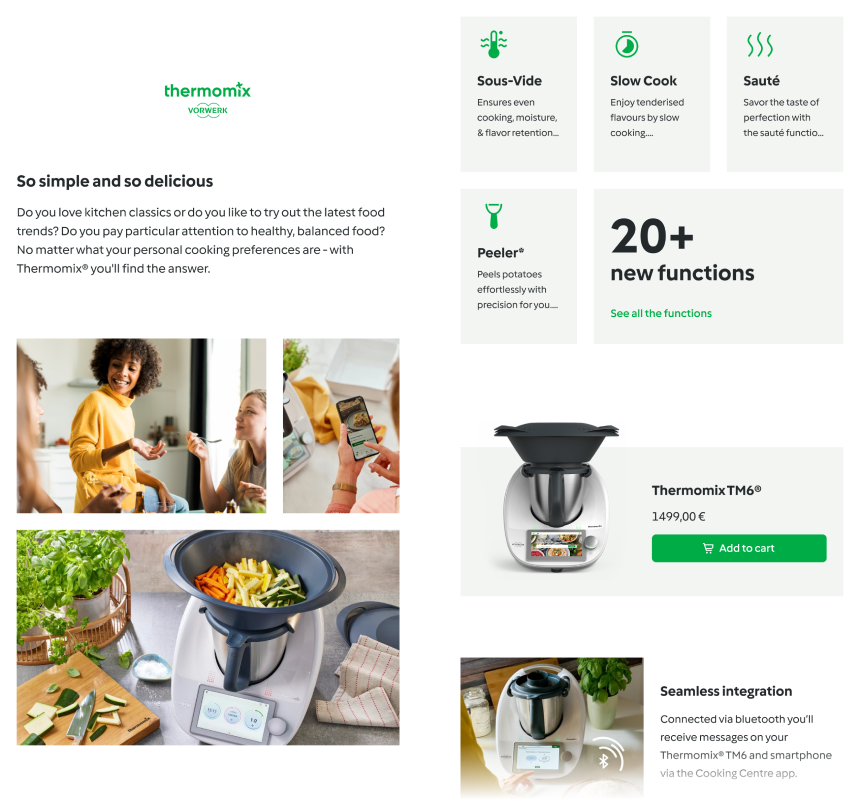 thermomix
VORWERK
So simple and so delicious
Do you love kitchen classics or do you like to try out the latest food
trends? Do you pay particular attention to healthy, balanced food?
No matter what your personal cooking preferences are - with
Thermomix® you'll find the answer.
thermomix
Sous-Vide
Ensures even
cooking, moisture,
& flavor retention...
Slow Cook
Enjoy tenderised
flavours by slow
cooking....
Sauté
Savor the taste of
perfection with
the sauté functio...
Peeler*
Peels potatoes
effortlessly with
precision for you....
20+
new functions
See all the functions
Thermomix TM6®
1499,00 €
Add to cart
Seamless integration
Connected via bluetooth you'll
receive messages on your
Thermomix® TM6 and smartphone
via the Cooking Centre app.